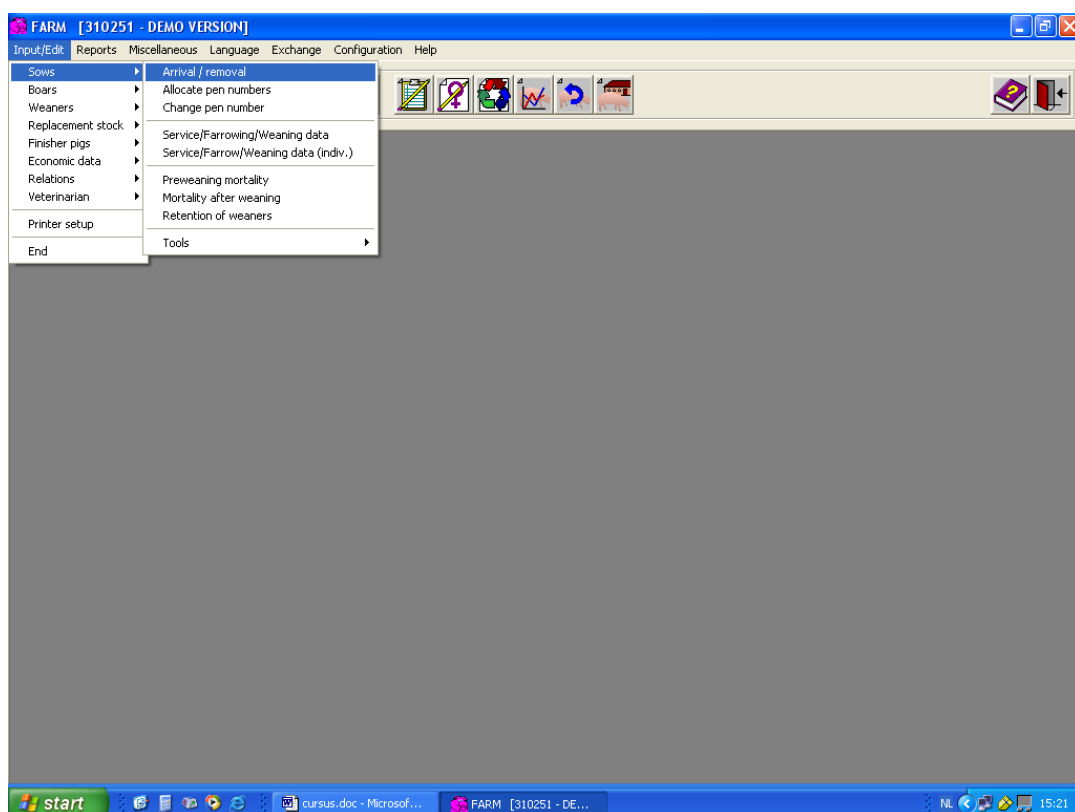 FARM [310251 - DEMO VERSION]
Input/Edit Reports Miscellaneous Language Exchange Configuration Help
Sows
Boars
Weaners
Replacement stock
Finisher pigs
Economic data
Relations
Veterinarian
Printer setup
End
Arrival / removal
Allocate pen numbers
Change pen number
Service/Farrowing/Weaning data
Service/Farrow/Weaning data (indiv.)
Preweaning mortality
Mortality after weaning
Retention of weaners
Tools
start cursus.doc - Microsof... FARM [310251 - DE... NL 15:21